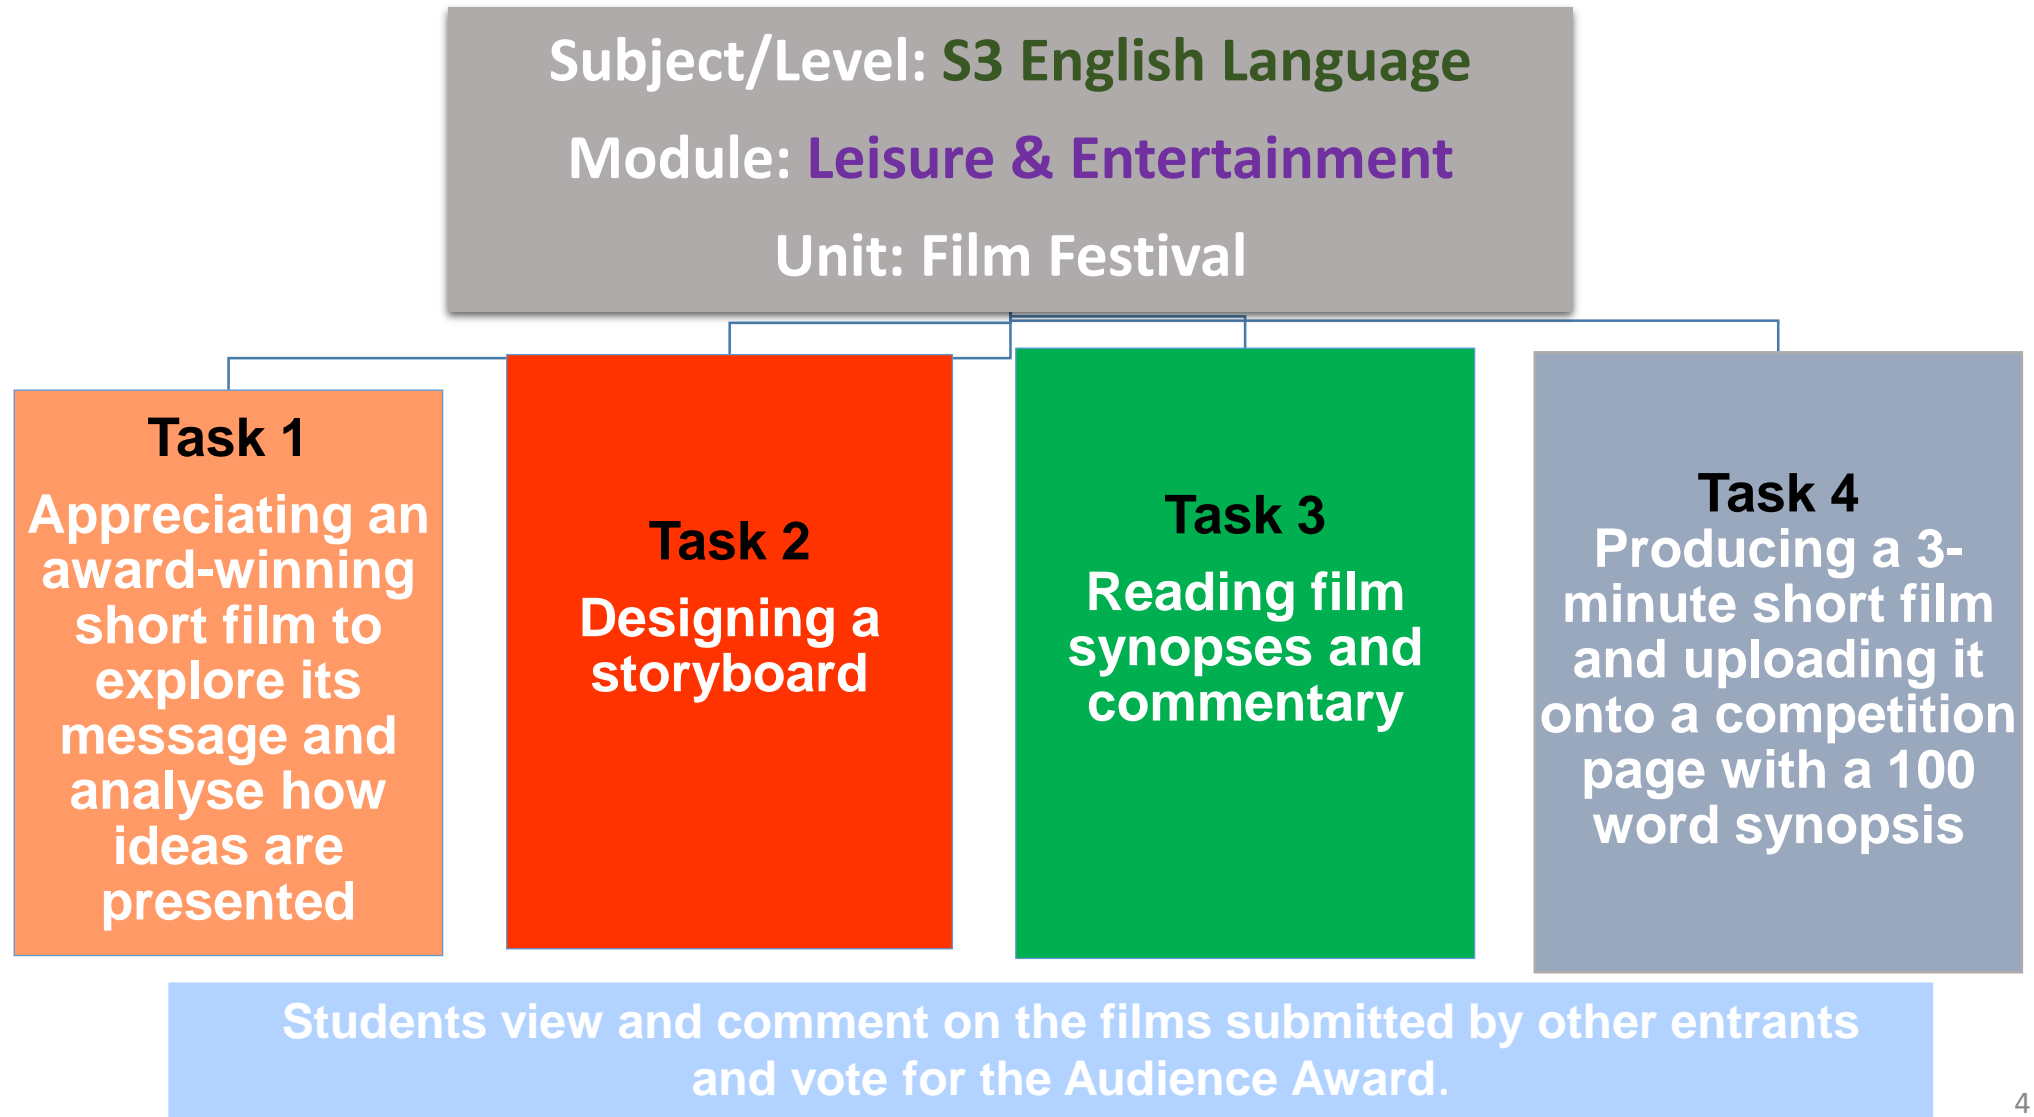 Subject/Level: S3 English Language
Module: Leisure & Entertainment
Unit: Film Festival
Task 1
Appreciating an
award-winning
short film to
explore its
message and
analyse how
ideas are
presented
Task 2
Designing a
storyboard
Task 3
Reading film
synopses and
commentary
Task 4
Producing a 3-
minute short film
and uploading it
onto a competition
page with a 100
word synopsis
Students view and comment on the films submitted by other entrants
and vote for the Audience Award.
4